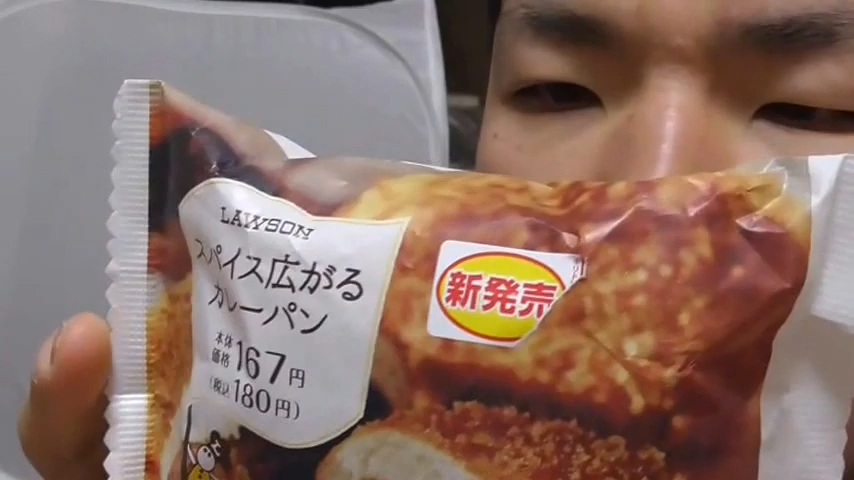 LAWSON
スパイス広がる
カレーパン
本体
価格 167円
(税込 180円)
新発売